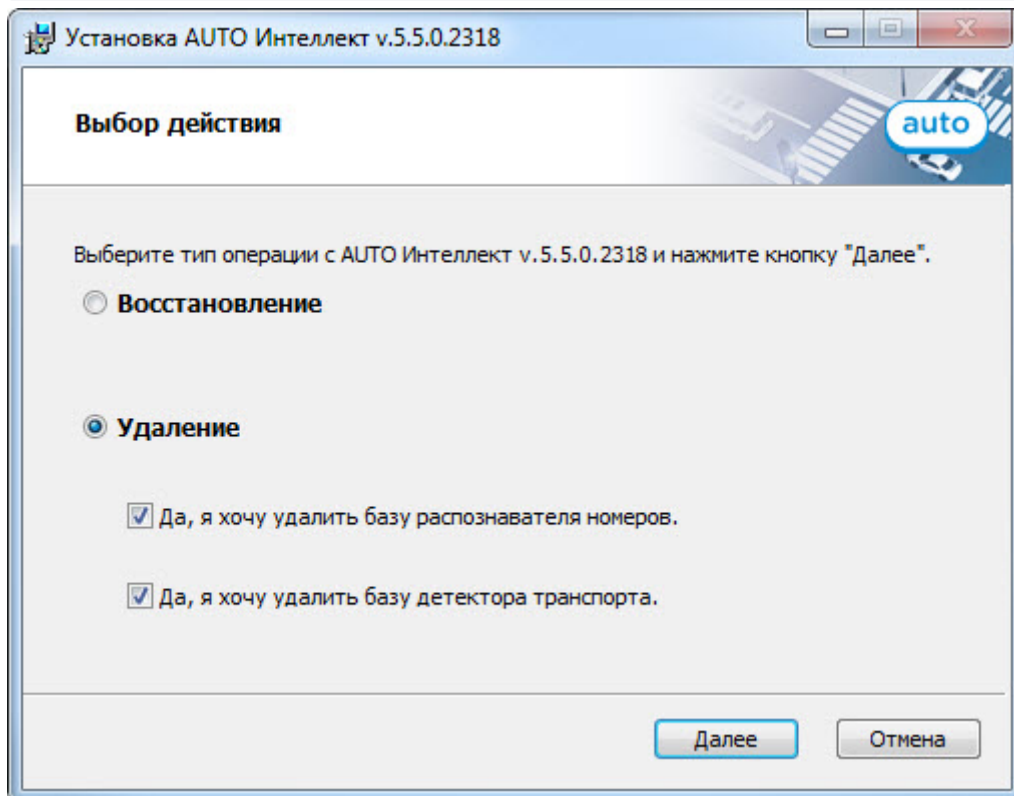 Установка AUTO Интеллект v.5.5.0.2318
Выбор действия
auto
Выберите тип операции с AUTO Интеллект v.5.5.0.2318 и нажмите кнопку "Далее".
Восстановление
Удаление
Да, я хочу удалить базу распознавателя номеров.
Да, я хочу удалить базу детектора транспорта.
Далее
Отмена